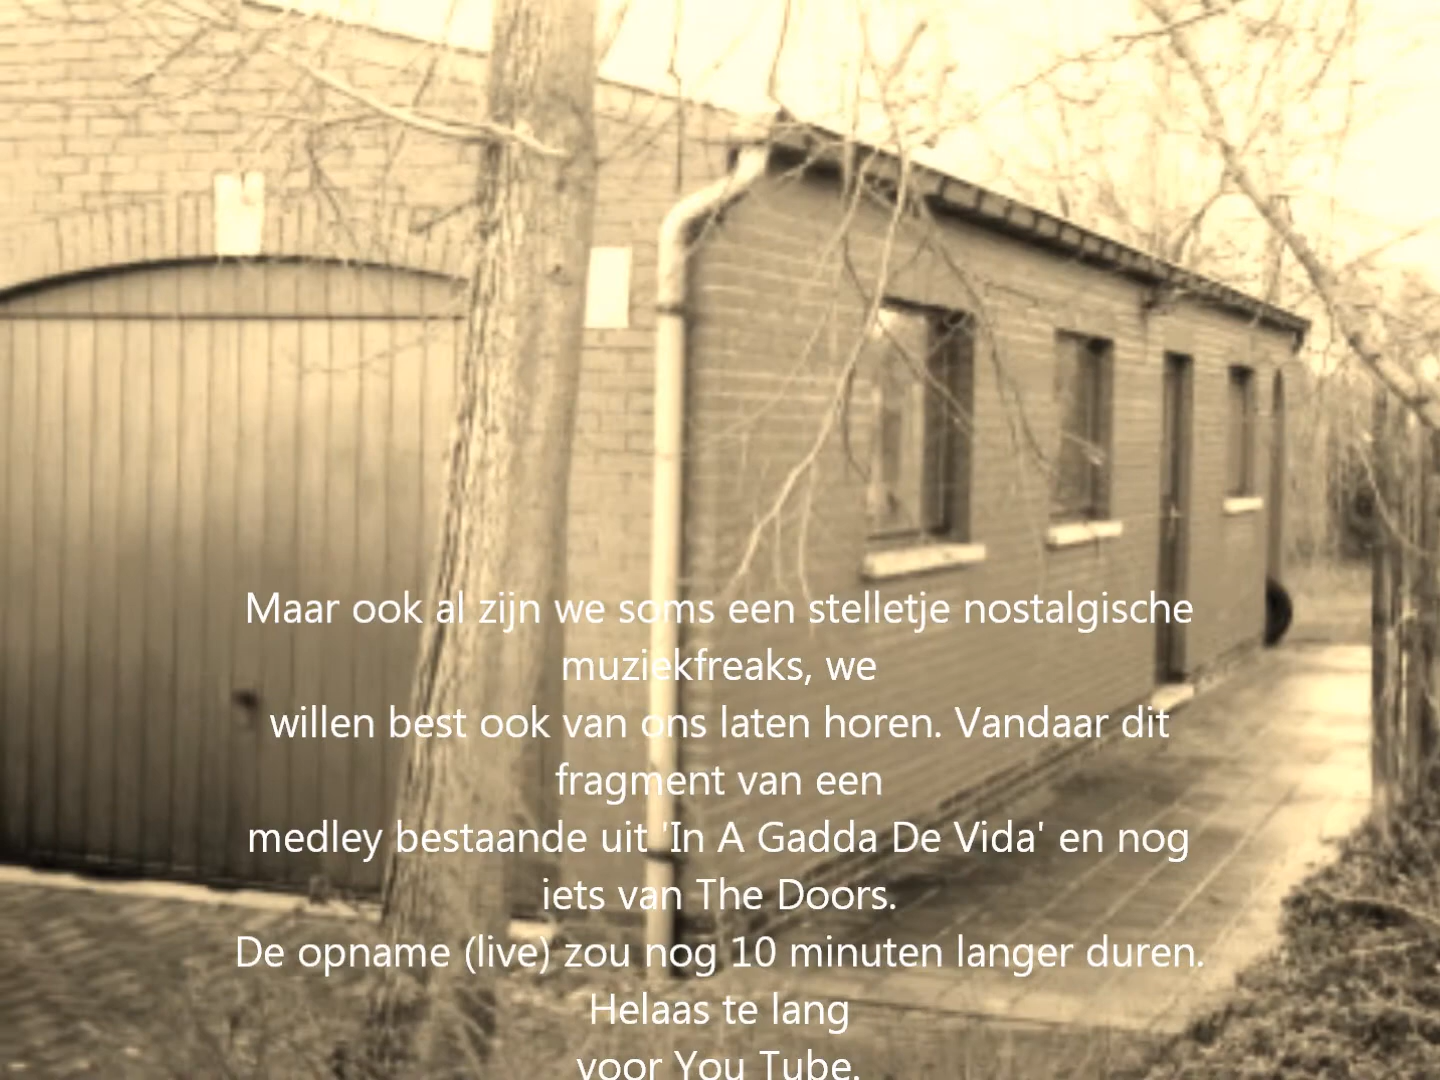 Maar ook al zijn we soms een stelletje nostalgische
muziekfreaks, we
willen best ook van ons laten horen. Vandaar dit
fragment van een
medley bestaande uit 'In A Gadda De Vida' en nog
iets van The Doors.
De opname (live) zou nog 10 minuten langer duren.
Helaas te lang
voor You Tube.